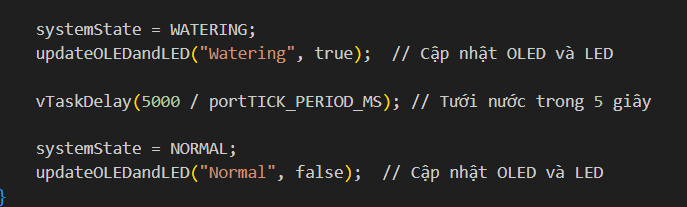 systemState = WATERING;
updateOLEDandLED("Watering", true);  // Cập nhật OLED và LED
vTaskDelay(5000 / portTICK_PERIOD_MS); // Tưới nước trong 5 giây
systemState = NORMAL;
updateOLEDandLED("Normal", false);  // Cập nhật OLED và LED
}